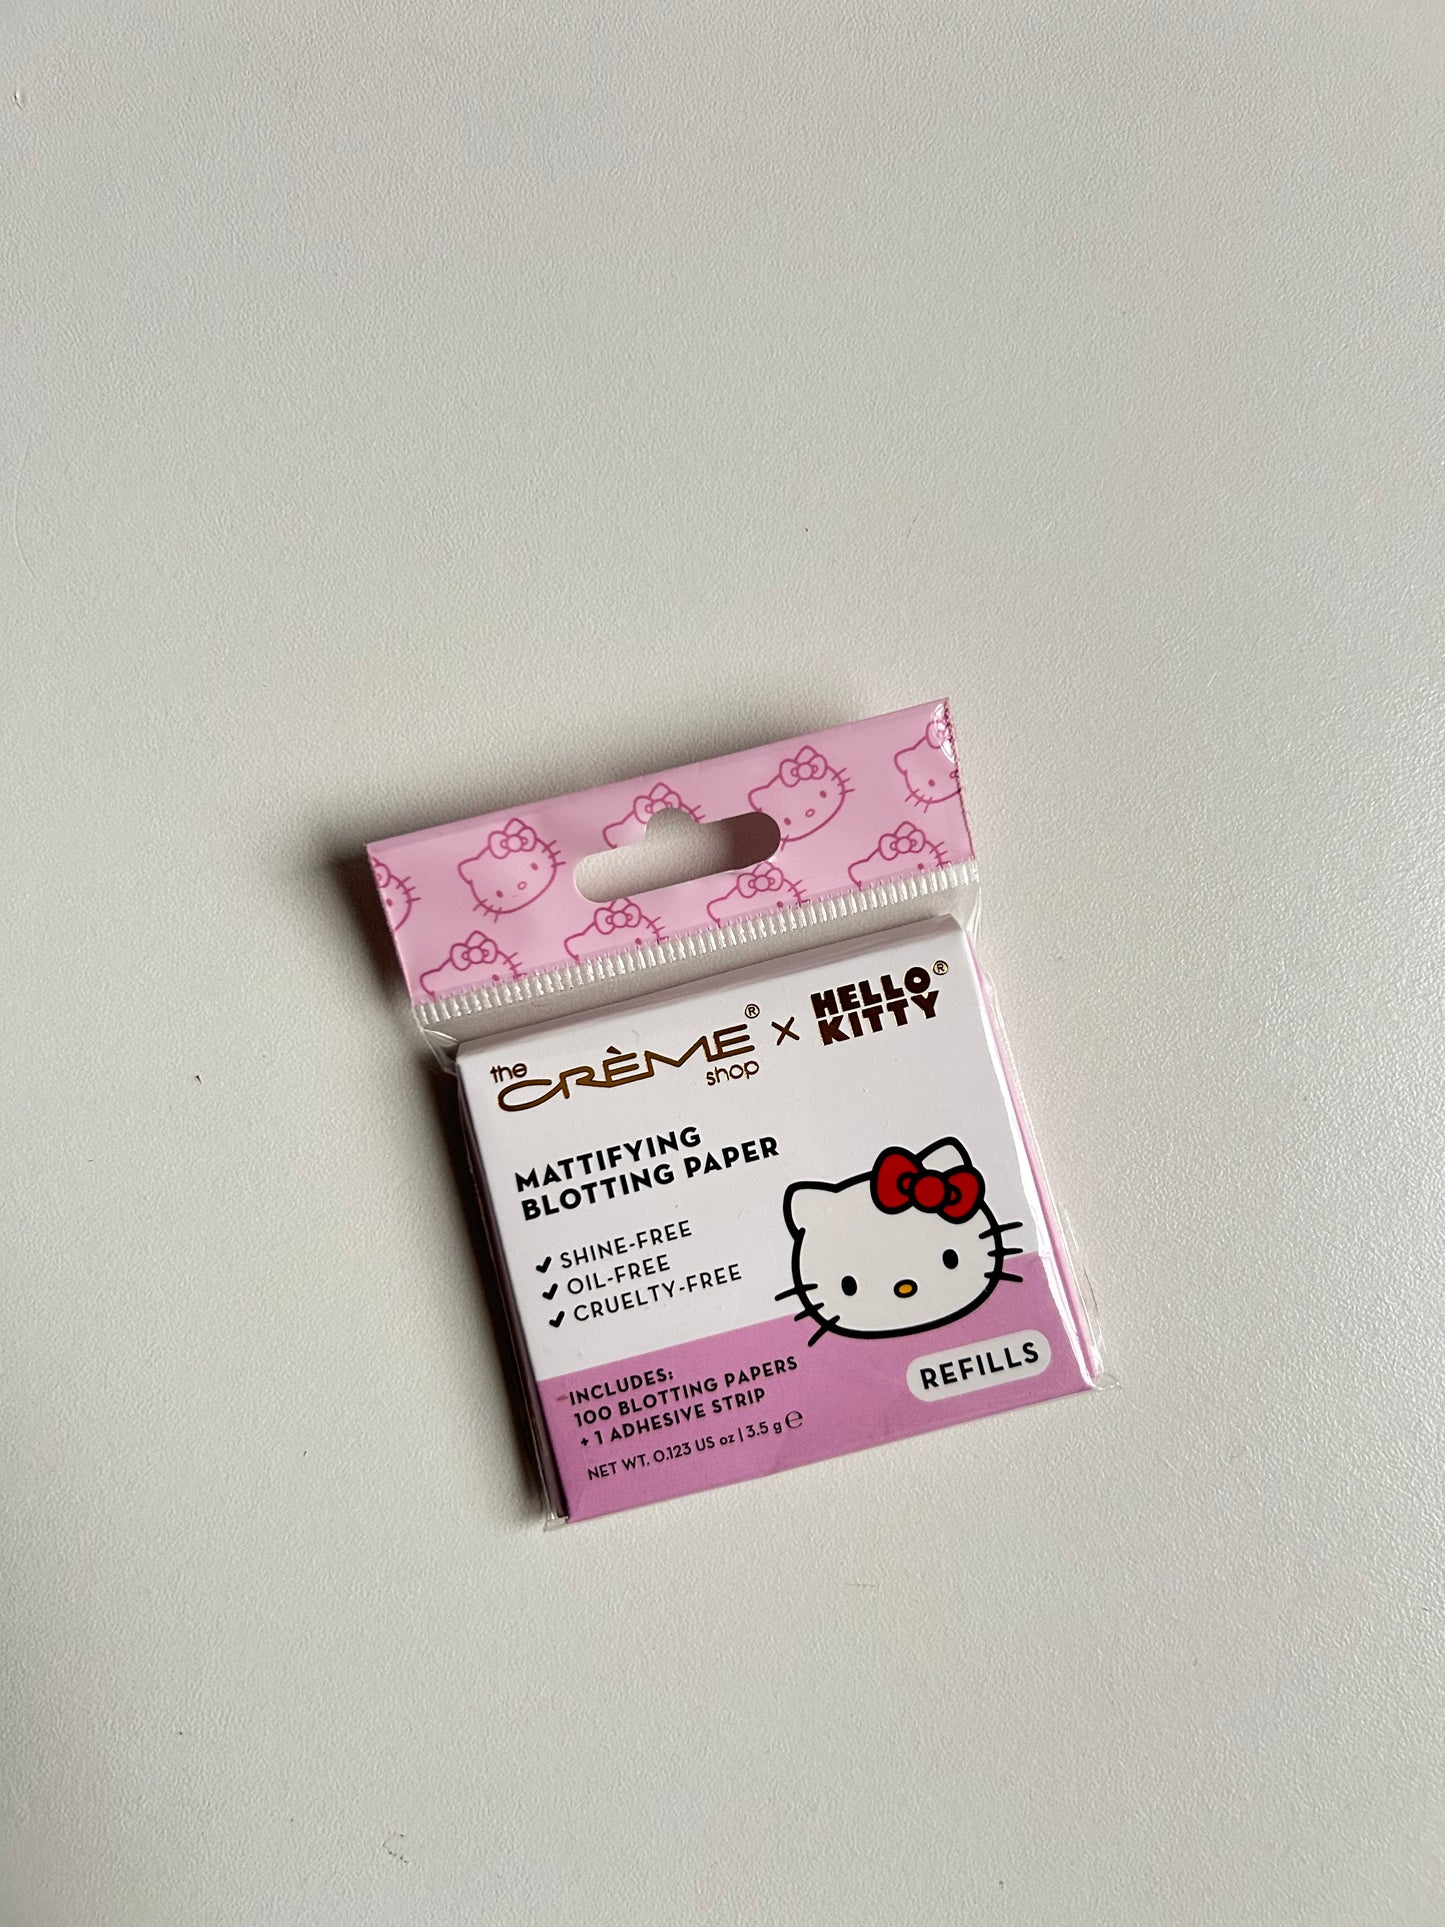 the CRÈME® shop × HELLO KITTY®
MATTIFYING
BLOTTING PAPER
SHINE-FREE
OIL-FREE
CRUELTY-FREE
INCLUDES:
100 BLOTTING PAPERS
+ 1 ADHESIVE STRIP
NET WT. 0.123 US oz | 3.5 g ℮
REFILLS